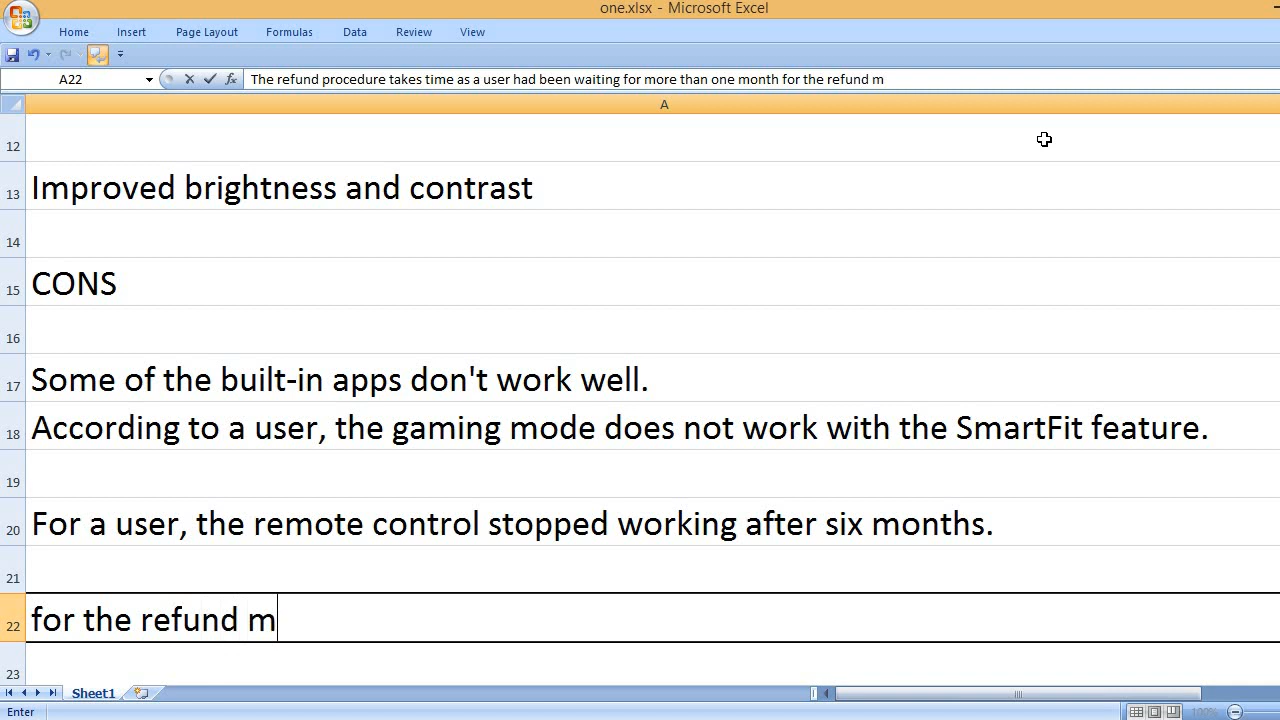 one.xlsx - Microsoft Excel
Home Insert Page Layout Formulas Data Review View
A22 fx The refund procedure takes time as a user had been waiting for more than one month for the refund m
A
12
13 Improved brightness and contrast
14
15 CONS
16
17 Some of the built-in apps don't work well.
18 According to a user, the gaming mode does not work with the SmartFit feature.
19
20 For a user, the remote control stopped working after six months.
21
22 for the refund m
23
Sheet1
Enter 100%